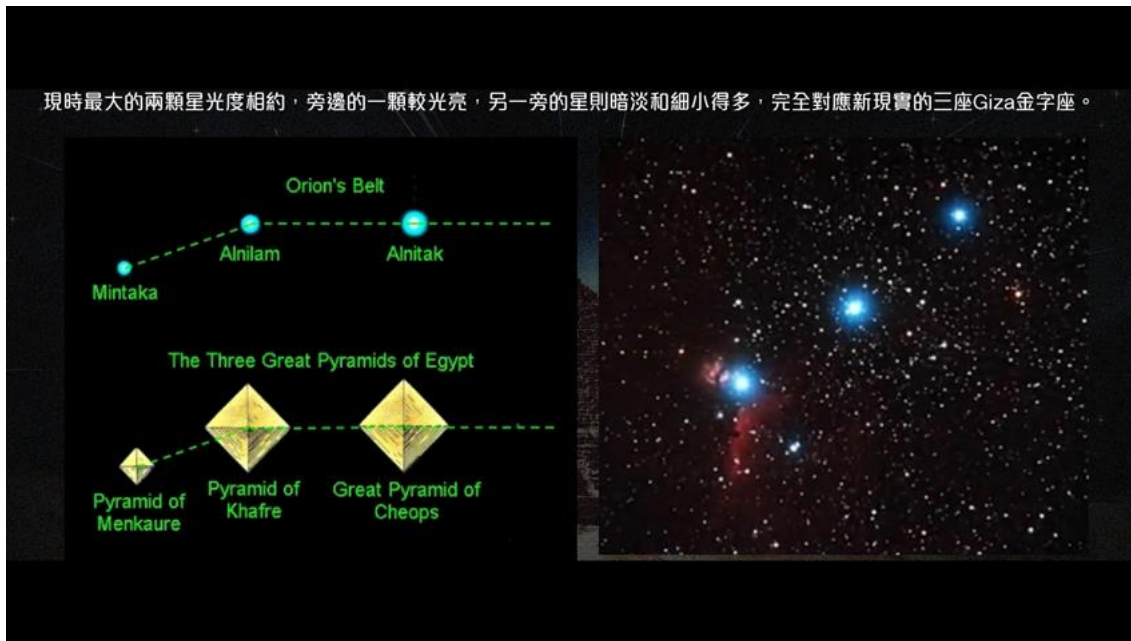 現時最大的兩顆星光度相約，旁邊的一顆較光亮，另一旁的星則暗淡和細小得多，完全對應新現實的三座Giza金字座。
Orion's Belt
Alnilam
Alnitak
Mintaka
The Three Great Pyramids of Egypt
Pyramid of
Menkaure
Pyramid of
Khafre
Great Pyramid of
Cheops